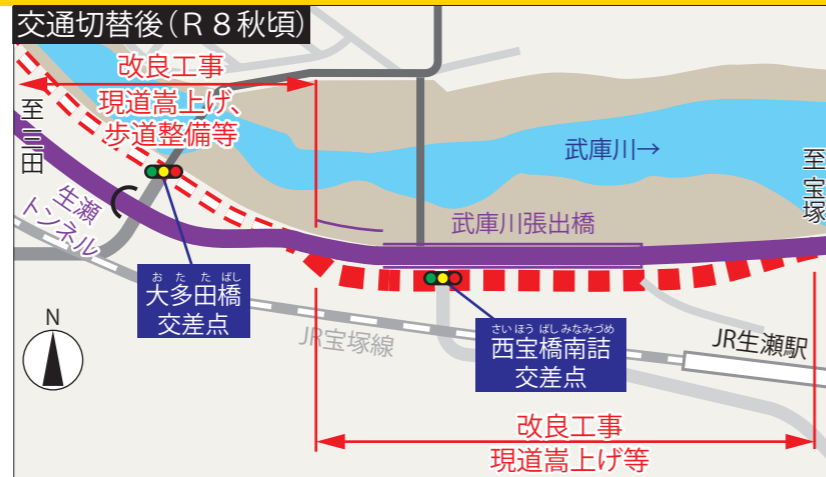 交通切替後(R8秋頃)
改良工事
現道嵩上げ、
歩道整備等
至三田
武庫川→
至宝塚
生瀬
トンネル
武庫川張出橋
おおたばし
大多田橋
交差点
さいほうばしみなみづめ
西宝橋南詰
交差点
N
JR宝塚線
JR生瀬駅
改良工事
現道嵩上げ等